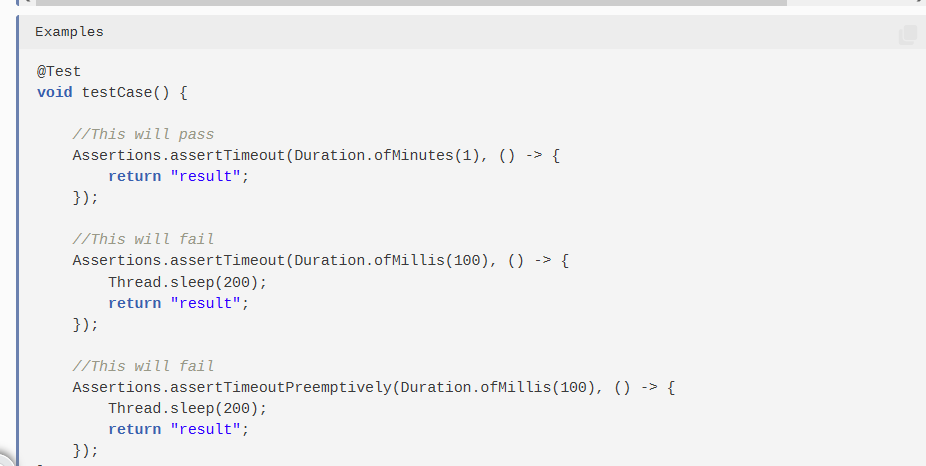 Examples
@Test
void testCase() {
//This will pass
Assertions.assertTimeout(Duration.ofMinutes(1), () -> {
return "result";
});
//This will fail
Assertions.assertTimeout(Duration.ofMillis(100), () -> {
Thread.sleep(200);
return "result";
});
//This will fail
Assertions.assertTimeoutPreemptively(Duration.ofMillis(100), () -> {
Thread.sleep(200);
return "result";
});